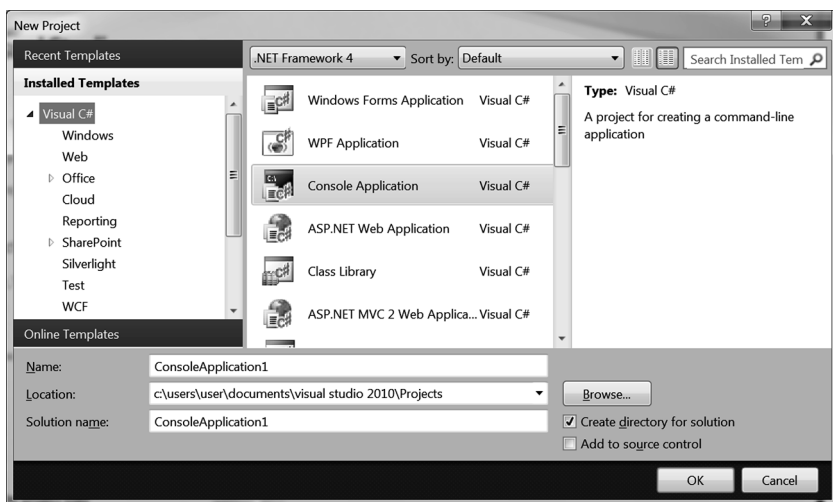 New Project
Recent Templates
Installed Templates
Visual C#
Windows
Web
Office
Cloud
Reporting
SharePoint
Silverlight
Test
WCF
Online Templates
.NET Framework 4
Sort by: Default
Search Installed Tem
Windows Forms Application Visual C#
WPF Application Visual C#
Console Application Visual C#
ASP.NET Web Application Visual C#
Class Library Visual C#
ASP.NET MVC 2 Web Applica... Visual C#
Type: Visual C#
A project for creating a command-line
application
Name: ConsoleApplication1
Location: c:\users\user\documents\visual studio 2010\Projects
Browse...
Solution name: ConsoleApplication1
Create directory for solution
Add to source control
OK
Cancel